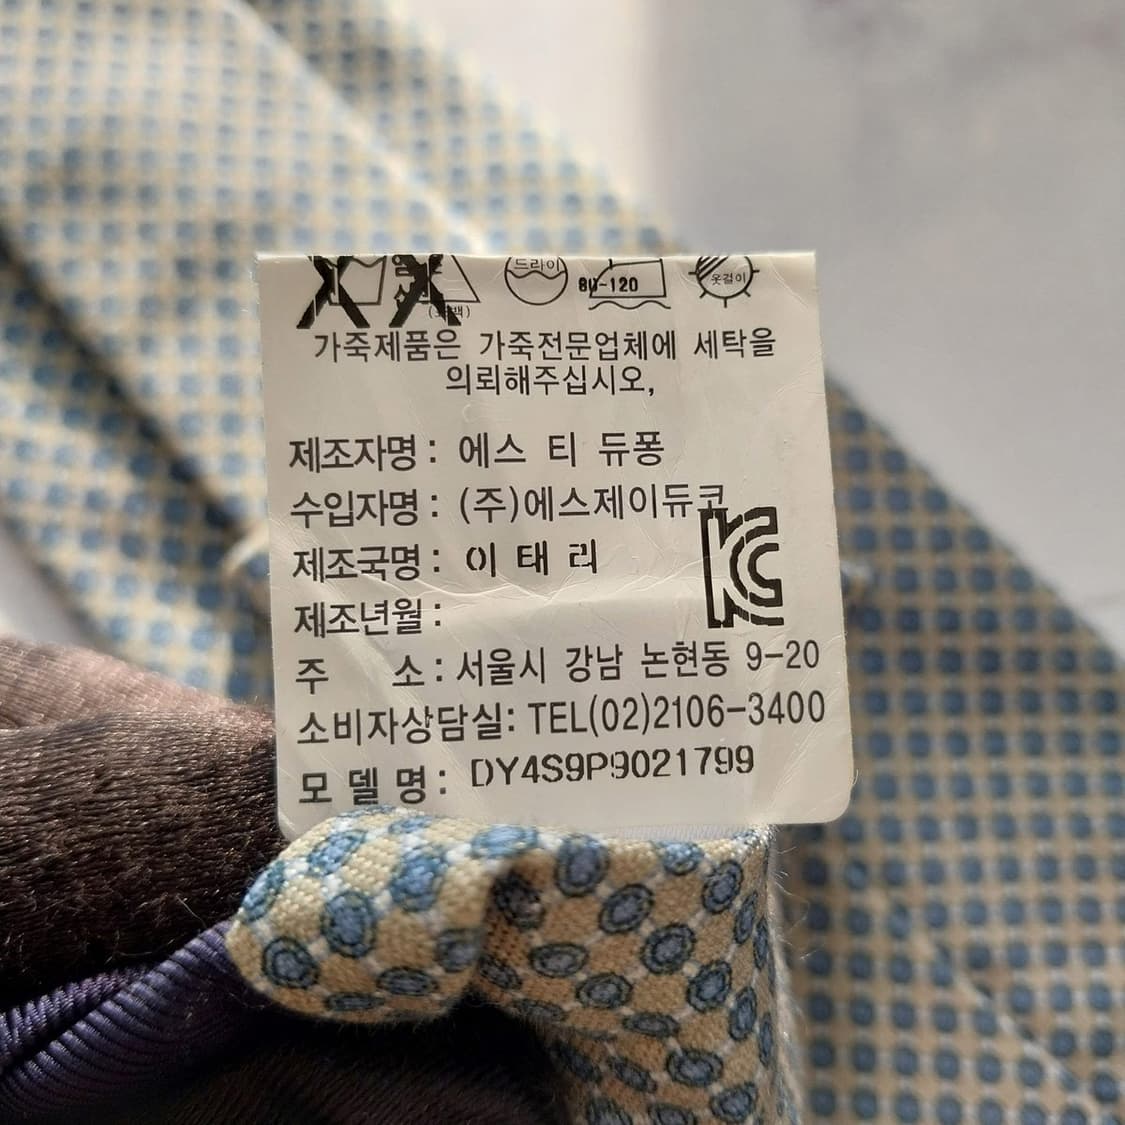 드라이
80-120
옷걸이
가죽제품은 가죽전문업체에 세탁을
의뢰해주십시오,
제조자명 : 에스 티 듀퐁
수입자명 : (주)에스제이듀코
제조국명 : 이 태 리
제조년월 :
주 소 : 서울시 강남 논현동 9-20
소비자상담실: TEL(02)2106-3400
모 델 명 : DY4S9P9021799